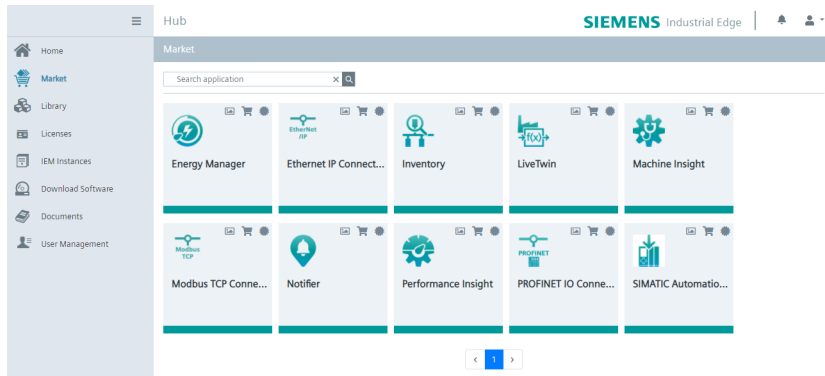 Hub
SIEMENS Industrial Edge
Home
Market
Library
Licenses
IEM Instances
Download Software
Documents
User Management
Market
Search application
Energy Manager
EtherNet
/IP
Ethernet IP Connect...
Inventory
f(x)
LiveTwin
Machine Insight
Modbus
TCP
Modbus TCP Conne...
Notifier
Performance Insight
PROFINET
PROFINET IO Conne...
SIMATIC Automatio...
1